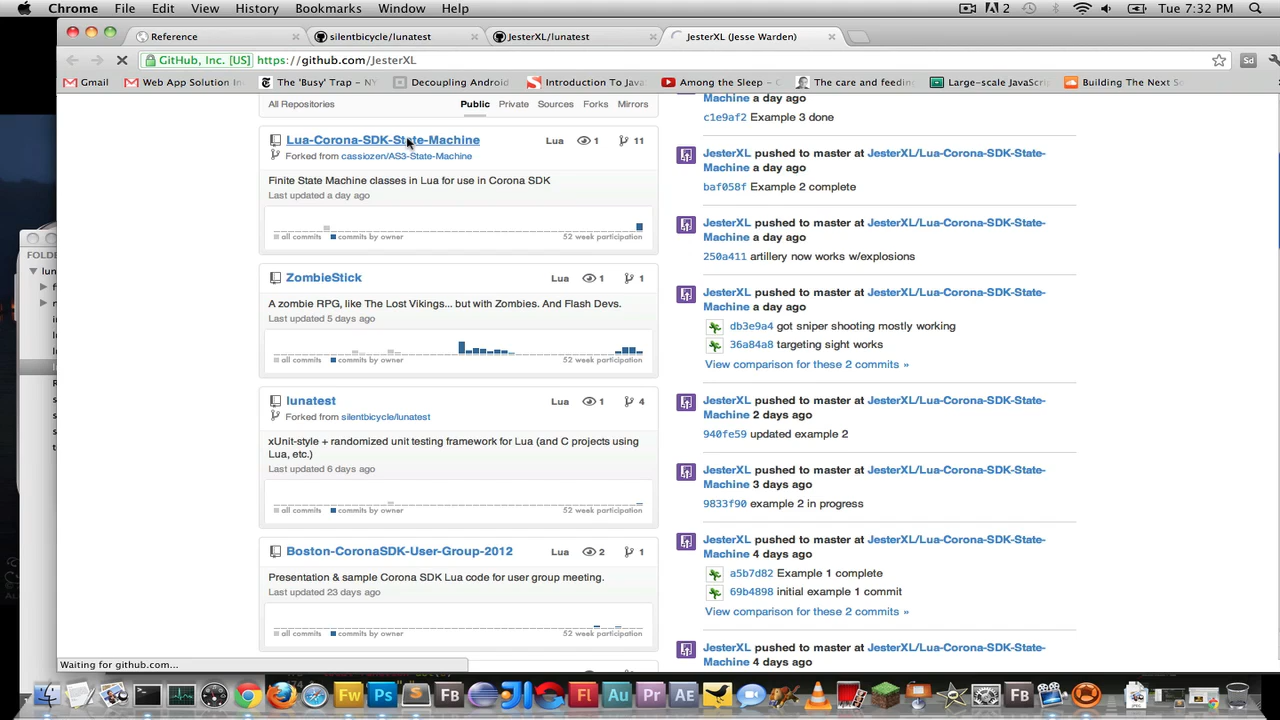 Chrome File Edit View History Bookmarks Window Help 2 Tue 7:32 PM
Reference silentbicycle/lunatest JesterXL/lunatest JesterXL (Jesse Warden)
GitHub, Inc. [US] https://github.com/JesterXL Sd
Gmail Web App Solution In The 'Busy' Trap - NY Decoupling Android Introduction To Java Among the Sleep - The care and feeding Large-scale JavaScri Building The Next
FOLDE
lun
All Repositories Public Private Sources Forks Mirrors
Lua-Corona-SDK-State-Machine Lua 1 11
Forked from cassiozen/AS3-State-Machine
Finite State Machine classes in Lua for use in Corona SDK
Last updated a day ago
all commits commits by owner 52 week participation
ZombieStick Lua 1 1
A zombie RPG, like The Lost Vikings... but with Zombies. And Flash Devs.
Last updated 5 days ago
all commits commits by owner 52 week participation
lunatest Lua 1 4
Forked from silentbicycle/lunatest
xUnit-style + randomized unit testing framework for Lua (and C projects using
Lua, etc.)
Last updated 6 days ago
all commits commits by owner 52 week participation
Boston-CoronaSDK-User-Group-2012 Lua 2 1
Presentation & sample Corona SDK Lua code for user group meeting.
Last updated 23 days ago
all commits commits by owner 52 week participation
Machine a day ago
c1e9af2 Example 3 done
JesterXL pushed to master at JesterXL/Lua-Corona-SDK-State-
Machine a day ago
baf058f Example 2 complete
JesterXL pushed to master at JesterXL/Lua-Corona-SDK-State-
Machine a day ago
250a411 artillery now works w/explosions
JesterXL pushed to master at JesterXL/Lua-Corona-SDK-State-
Machine a day ago
db3e9a4 got sniper shooting mostly working
36a84a8 targeting sight works
View comparison for these 2 commits »
JesterXL pushed to master at JesterXL/Lua-Corona-SDK-State-
Machine 2 days ago
940fe59 updated example 2
JesterXL pushed to master at JesterXL/Lua-Corona-SDK-State-
Machine 3 days ago
9833f90 example 2 in progress
JesterXL pushed to master at JesterXL/Lua-Corona-SDK-State-
Machine 4 days ago
a5b7d82 Example 1 complete
69b4898 initial example 1 commit
View comparison for these 2 commits »
JesterXL pushed to master at JesterXL/Lua-Corona-SDK-State-
Machine 4 days ago
Waiting for github.com...
Fw Ps FB Fl Au Pr AE FB